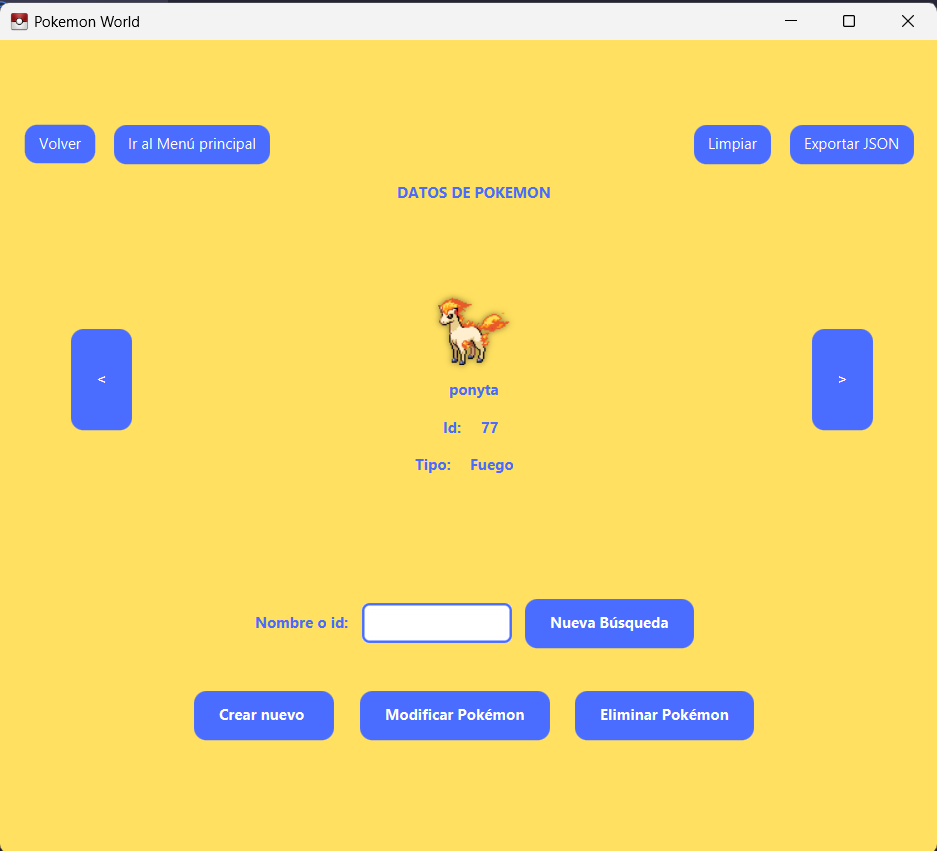 Pokemon World
Volver Ir al Menú principal Limpiar Exportar JSON
DATOS DE POKEMON
< >
ponyta
Id: 77
Tipo: Fuego
Nombre o id: Nueva Búsqueda
Crear nuevo Modificar Pokémon Eliminar Pokémon